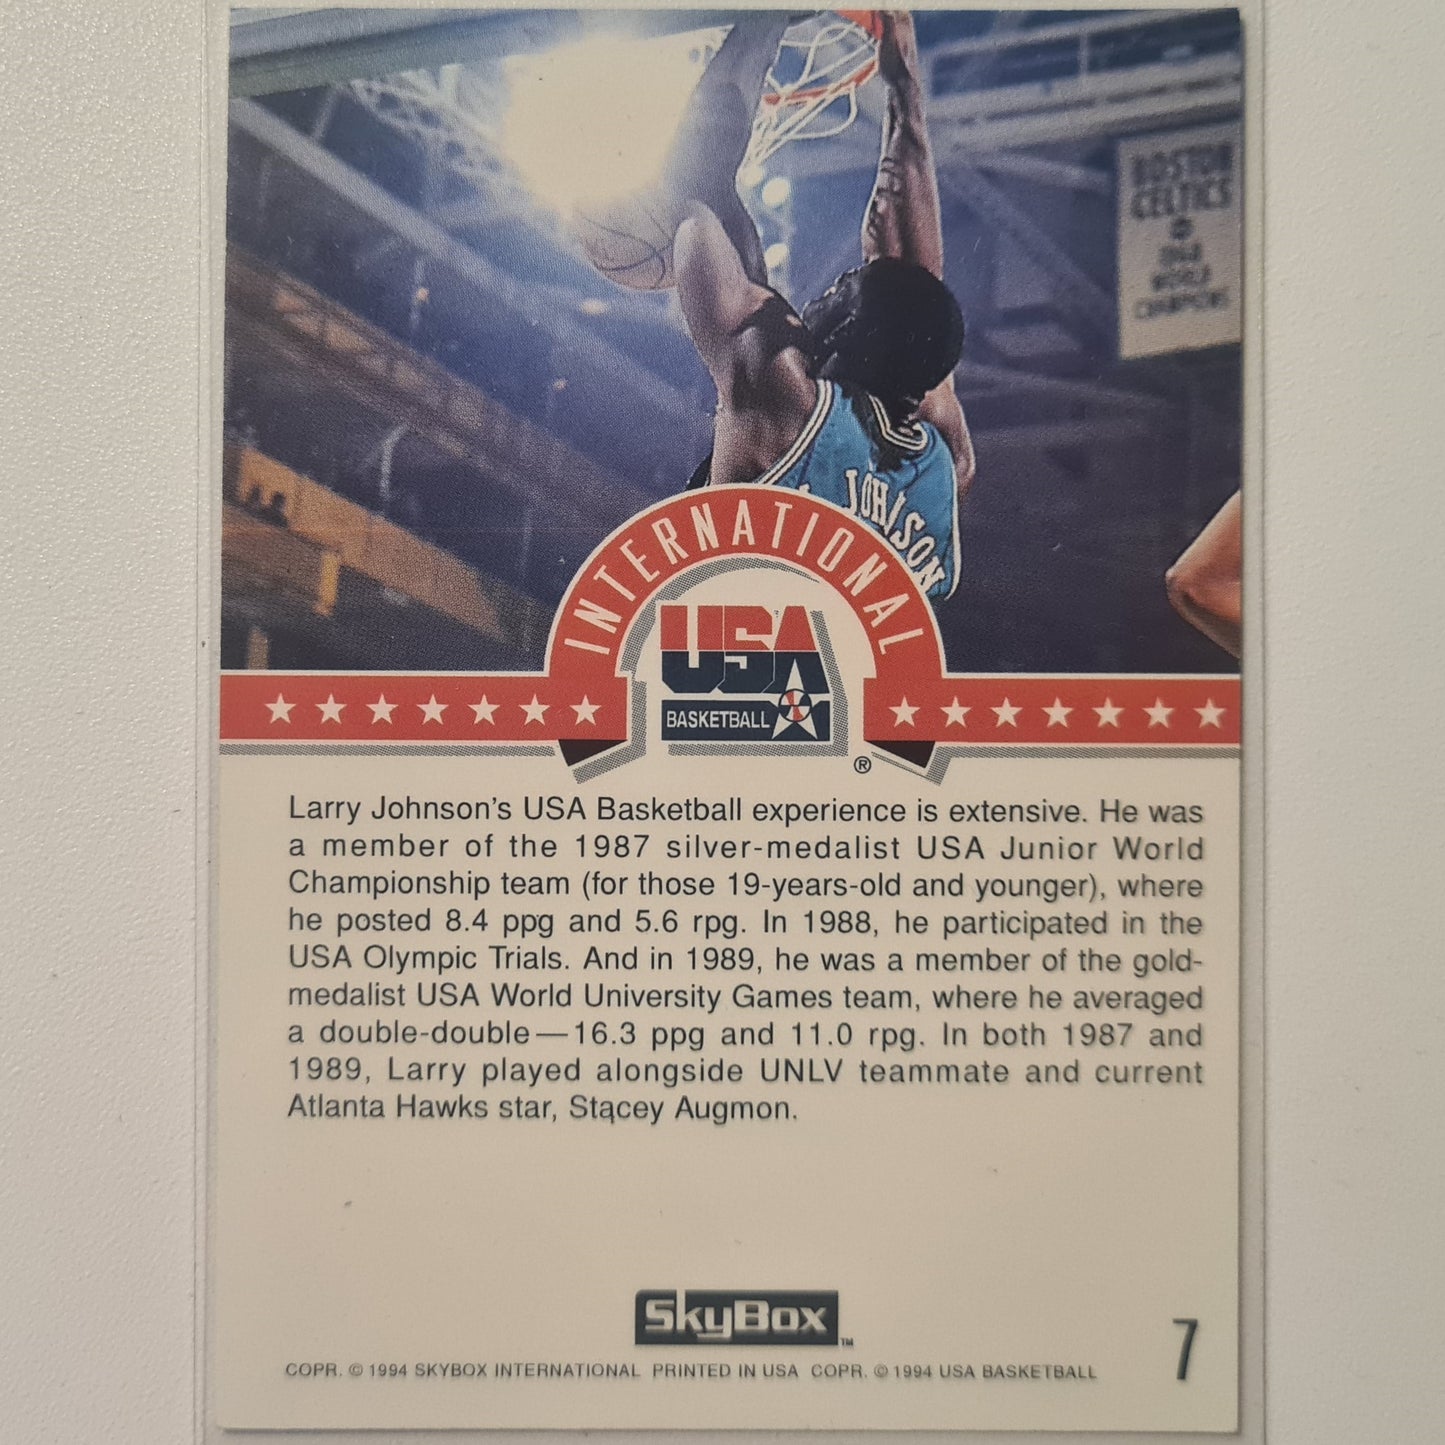 BOSTON
CELTICS
WORLD
CHAMPIONS
JOHNSON
INTERNATIONAL
USA
BASKETBALL
®
Larry Johnson's USA Basketball experience is extensive. He was
a member of the 1987 silver-medalist USA Junior World
Championship team (for those 19-years-old and younger), where
he posted 8.4 ppg and 5.6 rpg. In 1988, he participated in the
USA Olympic Trials. And in 1989, he was a member of the gold-
medalist USA World University Games team, where he averaged
a double-double—16.3 ppg and 11.0 rpg. In both 1987 and
1989, Larry played alongside UNLV teammate and current
Atlanta Hawks star, Stacey Augmon.
SkyBox™
7
COPR. © 1994 SKYBOX INTERNATIONAL PRINTED IN USA COPR. © 1994 USA BASKETBALL